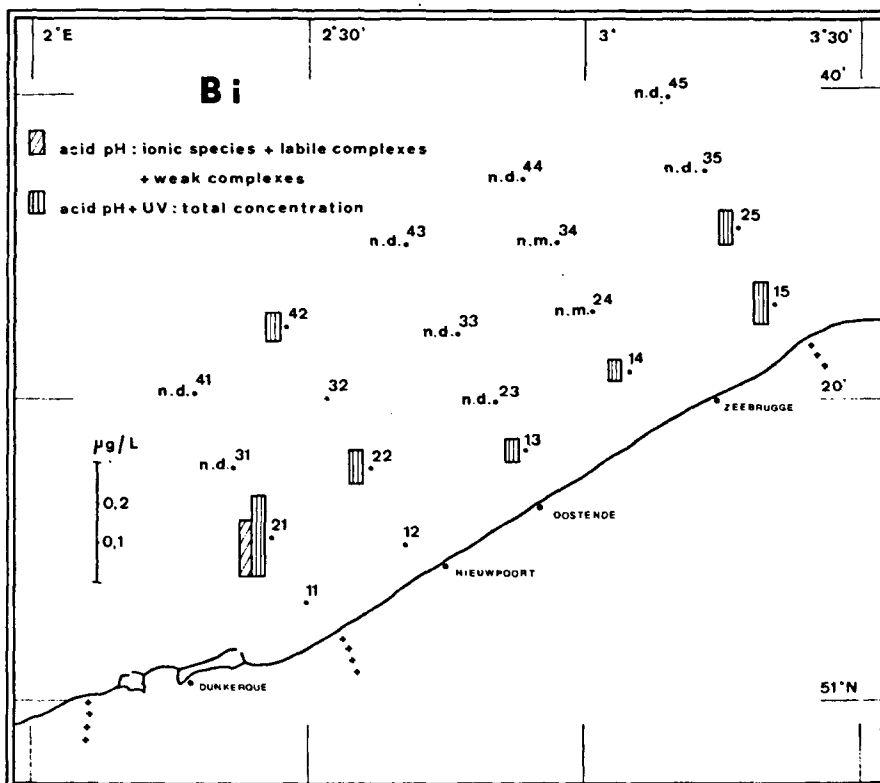 2°E 2°30' 3° 3°30'
Bi
40'
n.d. 45
acid pH : ionic species + labile complexes
+ weak complexes
n.d. 44
n.d. 35
acid pH + UV : total concentration
n.d. 43
n.m. 34
25
42
n.d. 33
n.m. 24
15
n.d. 41
32
n.d. 23
14
20'
ZEEBRUGGE
µg/L
n.d. 31
22
13
0,2
0,1
21
12
OOSTENDE
NIEUWPOORT
11
DUNKERQUE
51°N